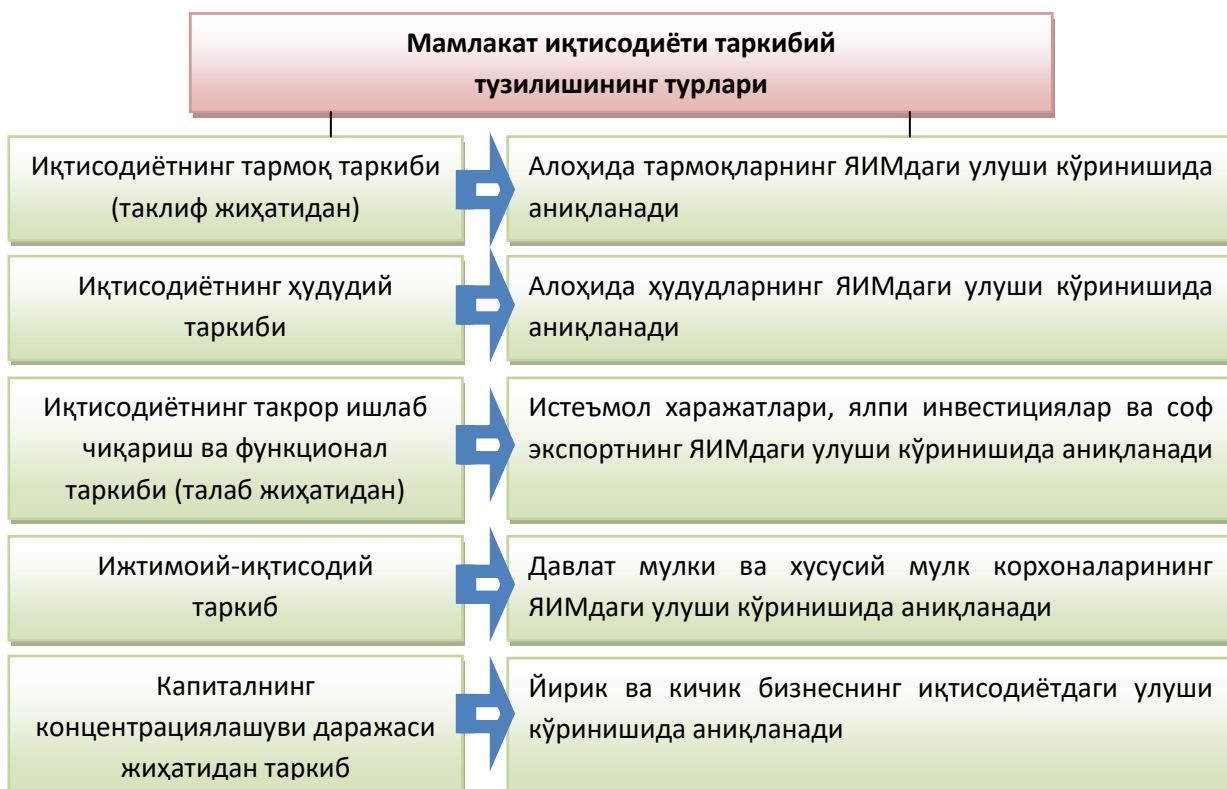 Мамлакат иқтисодиёти таркибий
тузилишининг турлари
Иқтисодиётнинг тармоқ таркиби
(таклиф жиҳатидан)
Алоҳида тармоқларнинг ЯИМдаги улуши кўринишида
аниқланади
Иқтисодиётнинг ҳудудий
таркиби
Алоҳида ҳудудларнинг ЯИМдаги улуши кўринишида
аниқланади
Иқтисодиётнинг такрор ишлаб
чиқариш ва функционал
таркиби (талаб жиҳатидан)
Истеъмол харажатлари, ялпи инвестициялар ва соф
экспортнинг ЯИМдаги улуши кўринишида аниқланади
Ижтимоий-иқтисодий
таркиб
Давлат мулки ва хусусий мулк корхоналарининг
ЯИМдаги улуши кўринишида аниқланади
Капиталнинг
концентрациялашуви даражаси
жиҳатидан таркиб
Йирик ва кичик бизнеснинг иқтисодиётдаги улуши
кўринишида аниқланади